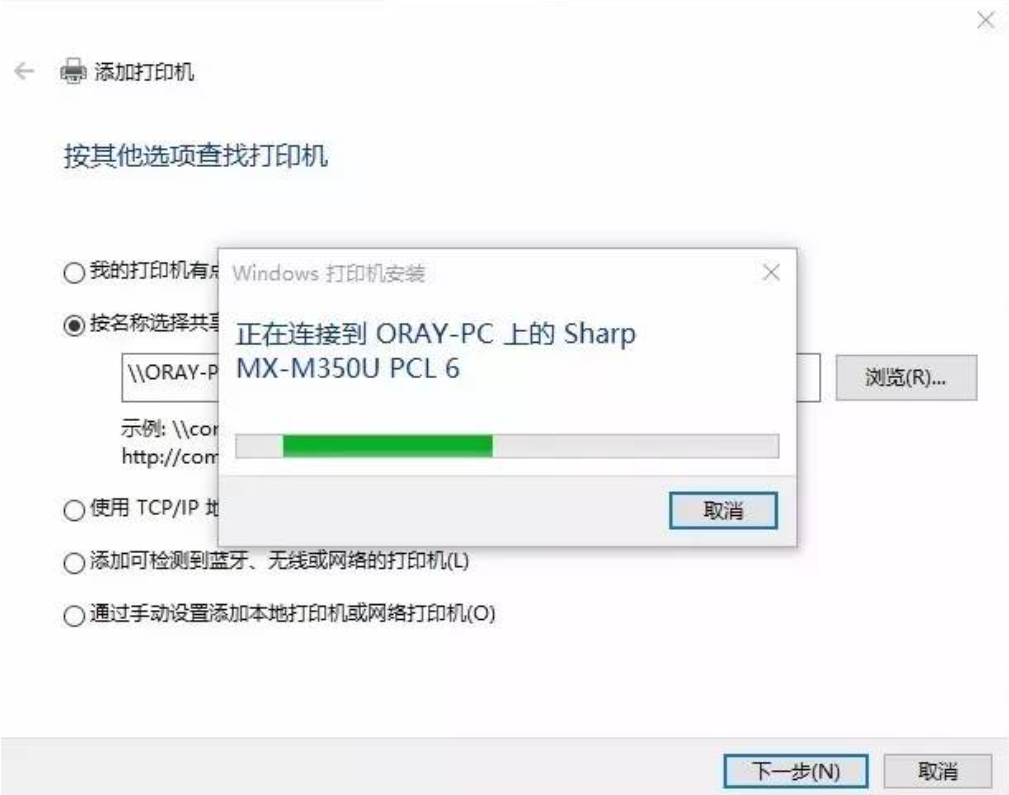 添加打印机
按其他选项查找打印机
我的打印机有
Windows 打印机安装
按名称选择共享
正在连接到 ORAY-PC 上的 Sharp
MX-M350U PCL 6
\\ORAY-P
浏览(R)...
示例: \\con
http://com
使用 TCP/IP 地
取消
添加可检测到蓝牙、无线或网络的打印机(L)
通过手动设置添加本地打印机或网络打印机(O)
下一步(N)
取消